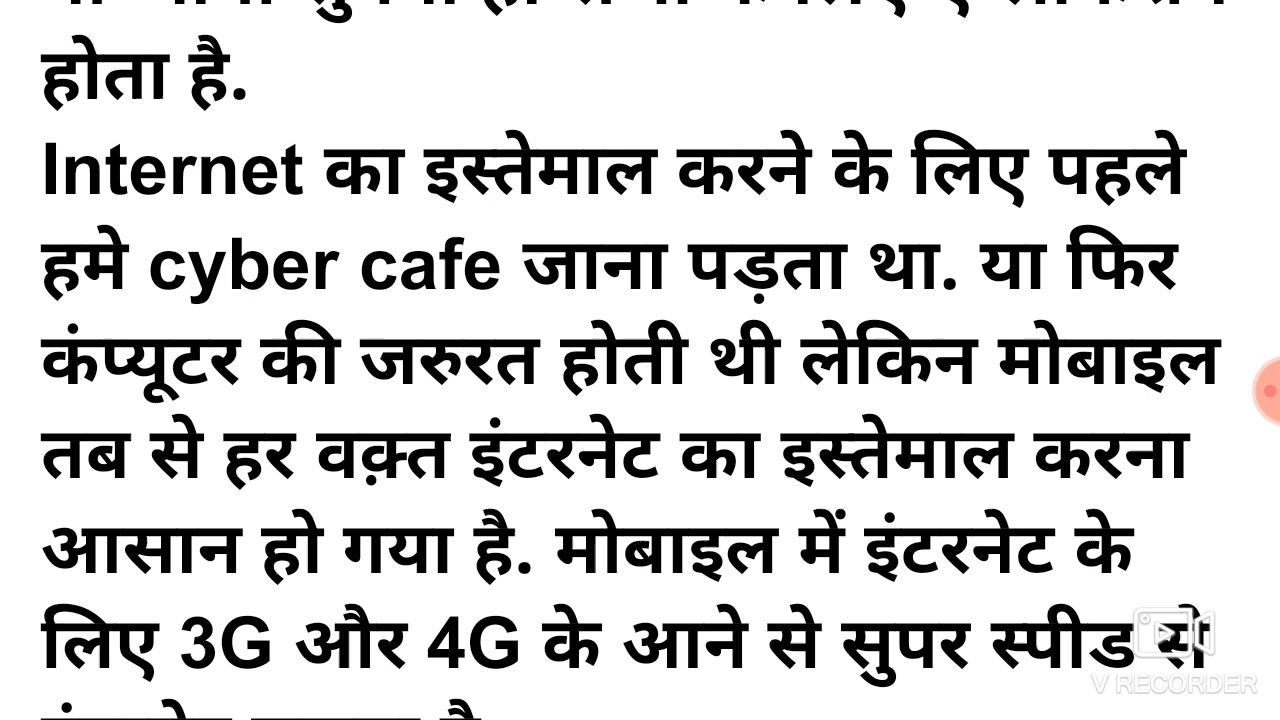 होता है.
Internet का इस्तेमाल करने के लिए पहले
हमे cyber cafe जाना पड़ता था. या फिर
कंप्यूटर की जरुरत होती थी लेकिन मोबाइल
तब से हर वक़्त इंटरनेट का इस्तेमाल करना
आसान हो गया है. मोबाइल में इंटरनेट के
लिए 3G और 4G के आने से सुपर स्पीड से
V RECORDER